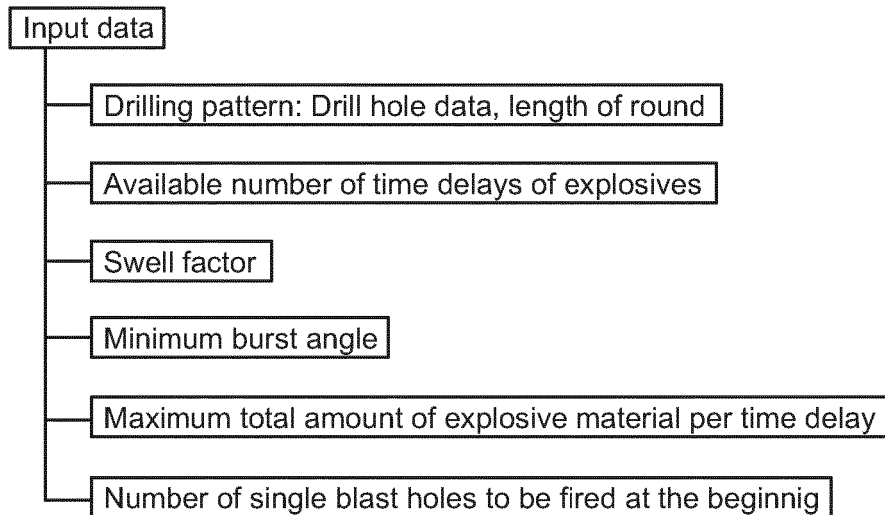 Input data
Drilling pattern: Drill hole data, length of round
Available number of time delays of explosives
Swell factor
Minimum burst angle
Maximum total amount of explosive material per time delay
Number of single blast holes to be fired at the beginnig